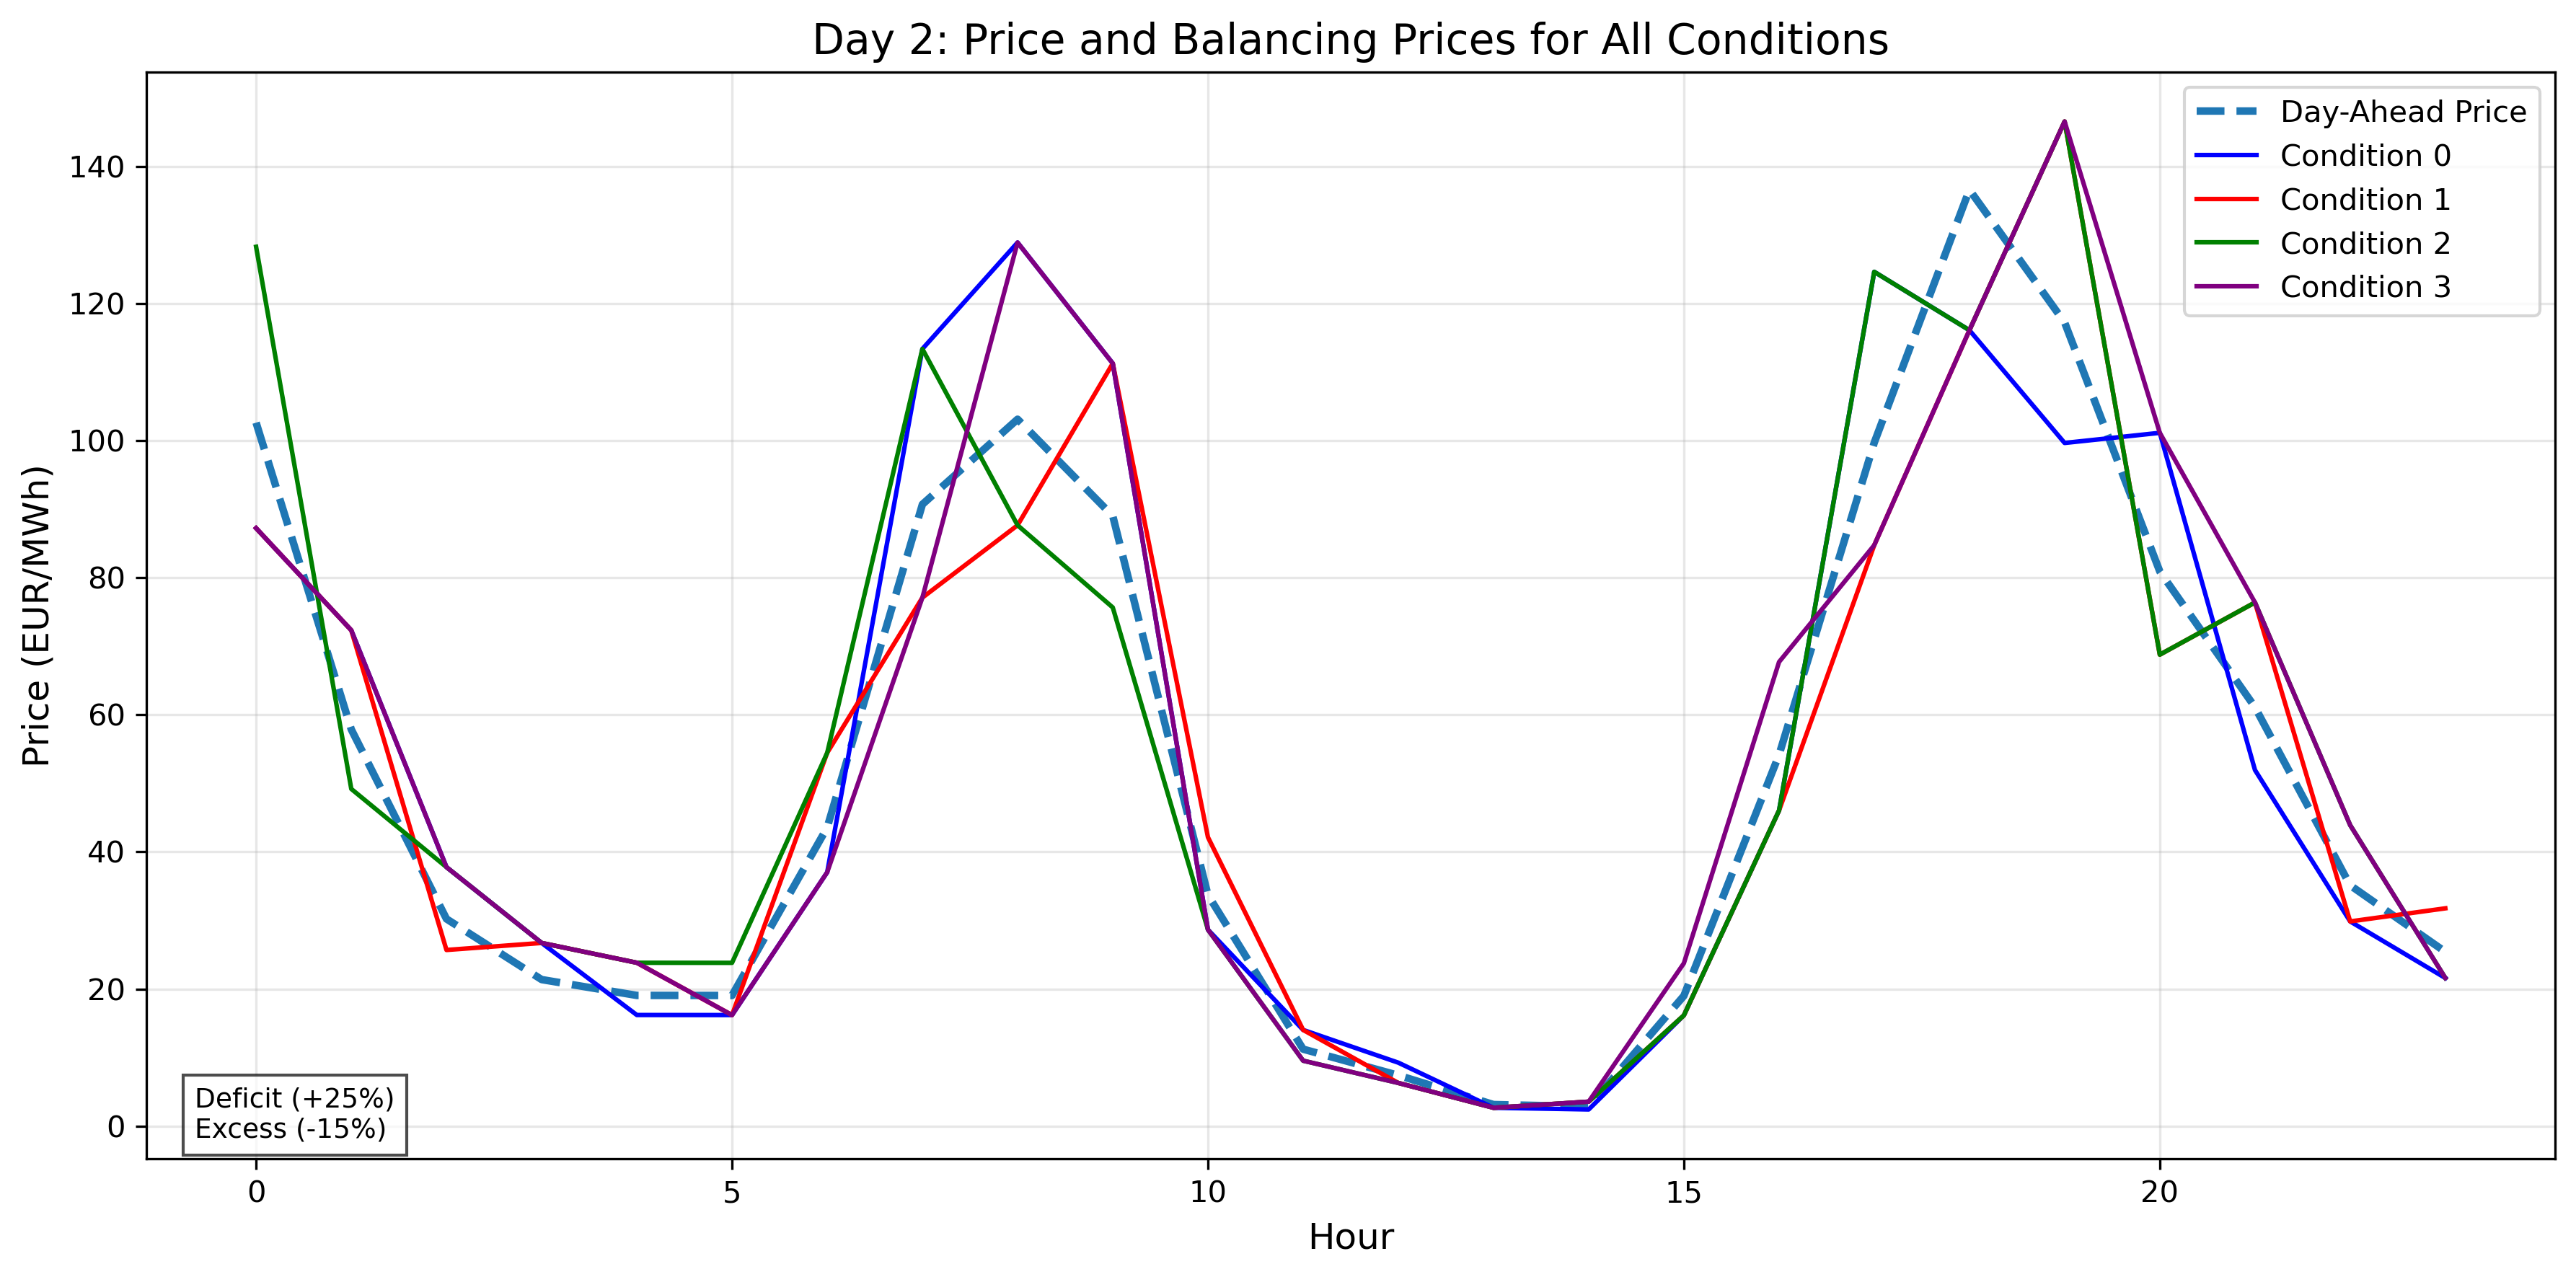 Day 2: Price and Balancing Prices for All Conditions
Price (EUR/MWh)
140
120
100
80
60
40
20
0
Day-Ahead Price
Condition 0
Condition 1
Condition 2
Condition 3
Deficit (+25%)
Excess (-15%)
0
5
10
15
20
Hour